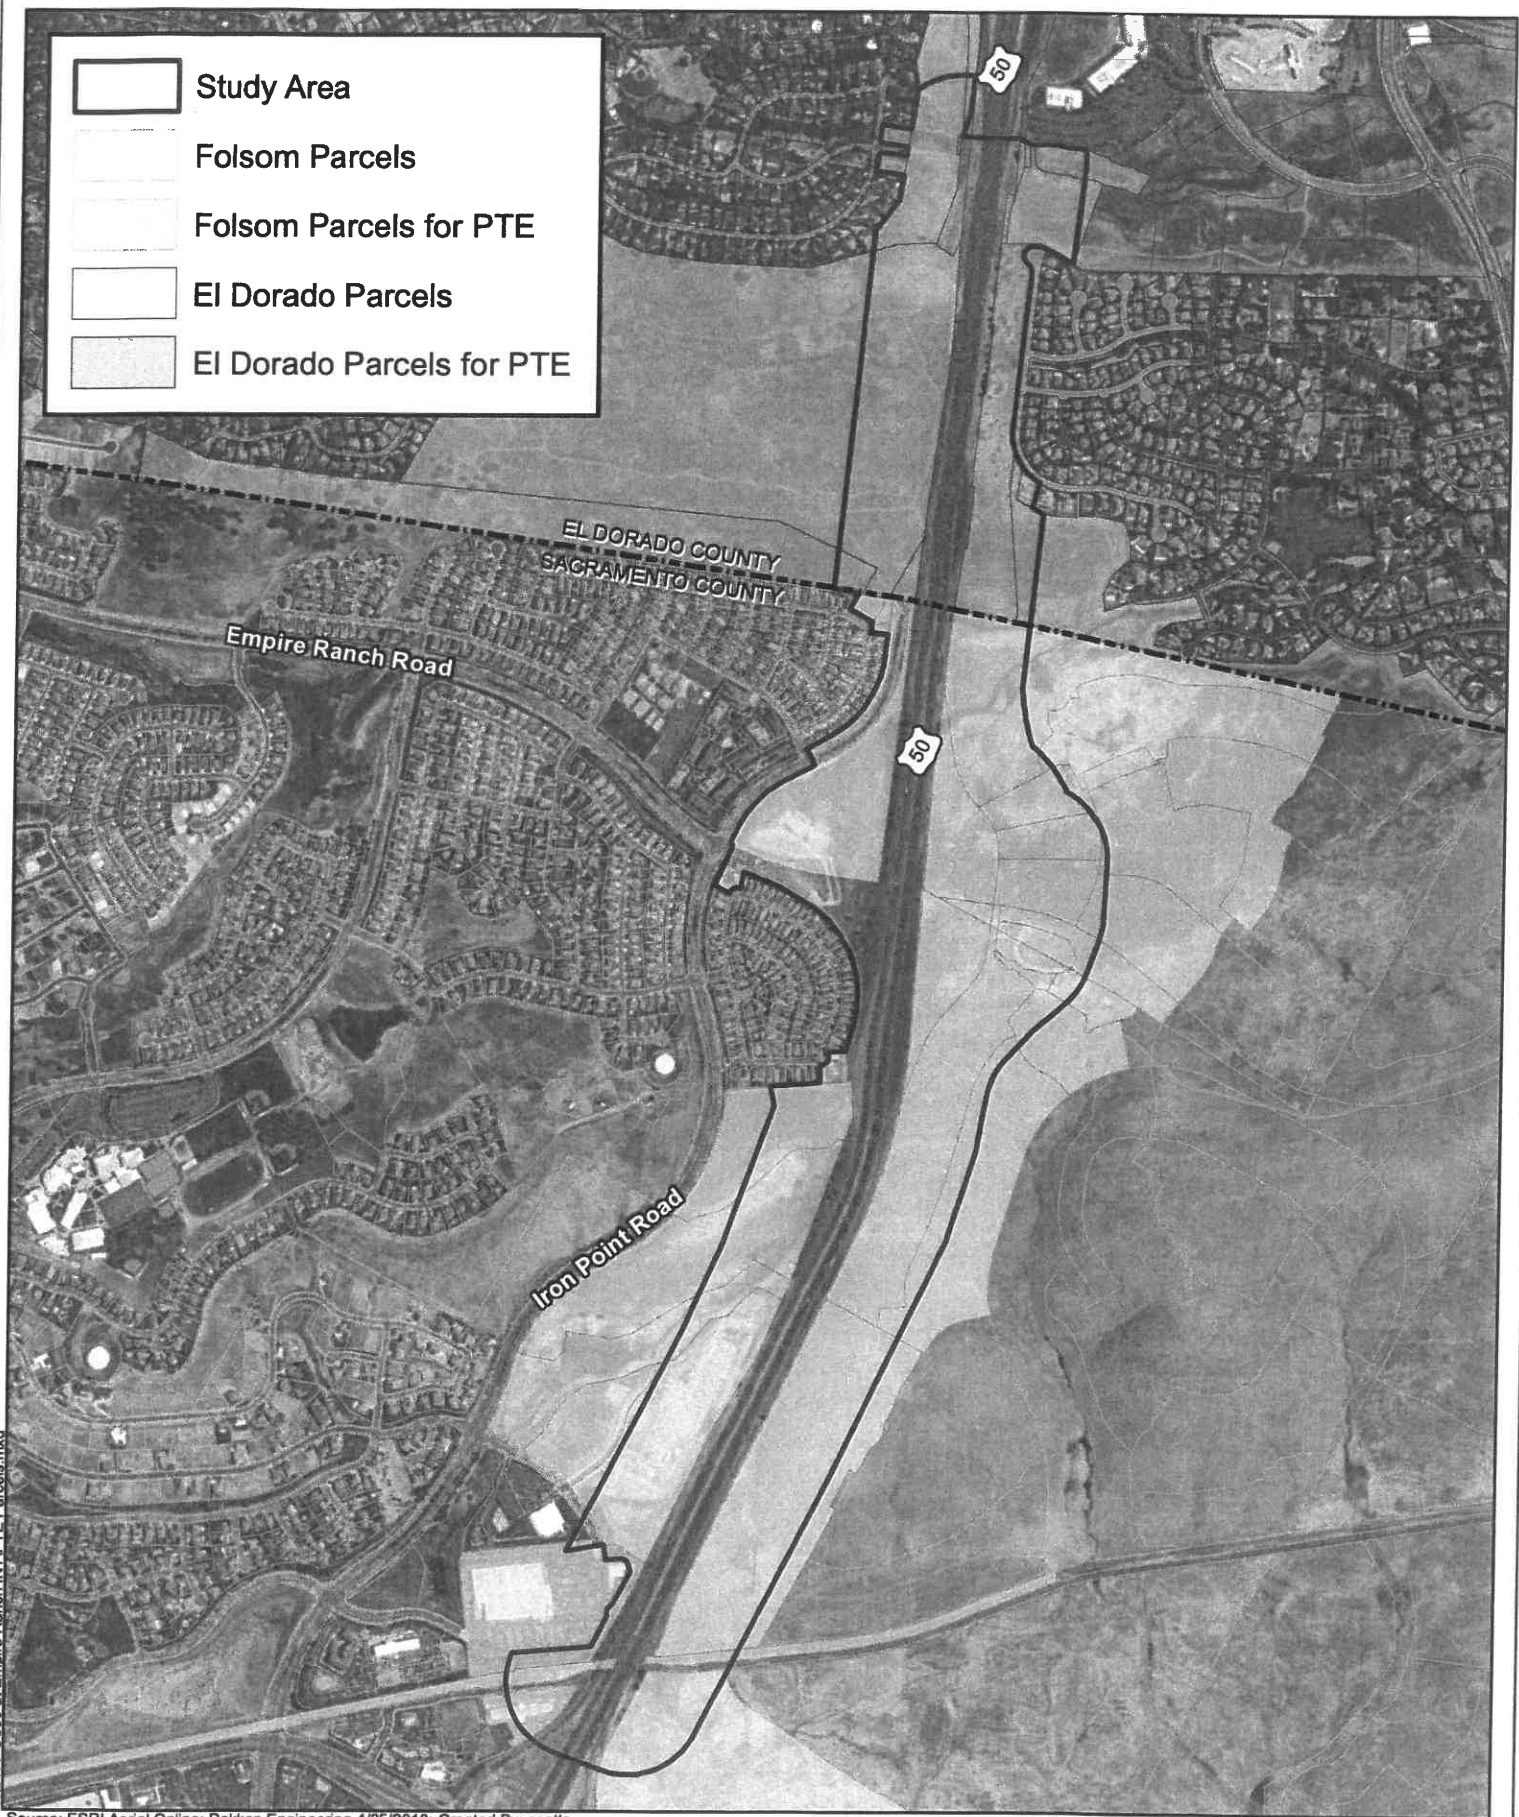 Study Area
Folsom Parcels
Folsom Parcels for PTE
El Dorado Parcels
El Dorado Parcels for PTE
50
EL DORADO COUNTY
SACRAMENTO COUNTY
Empire Ranch Road
50
Iron Point Road